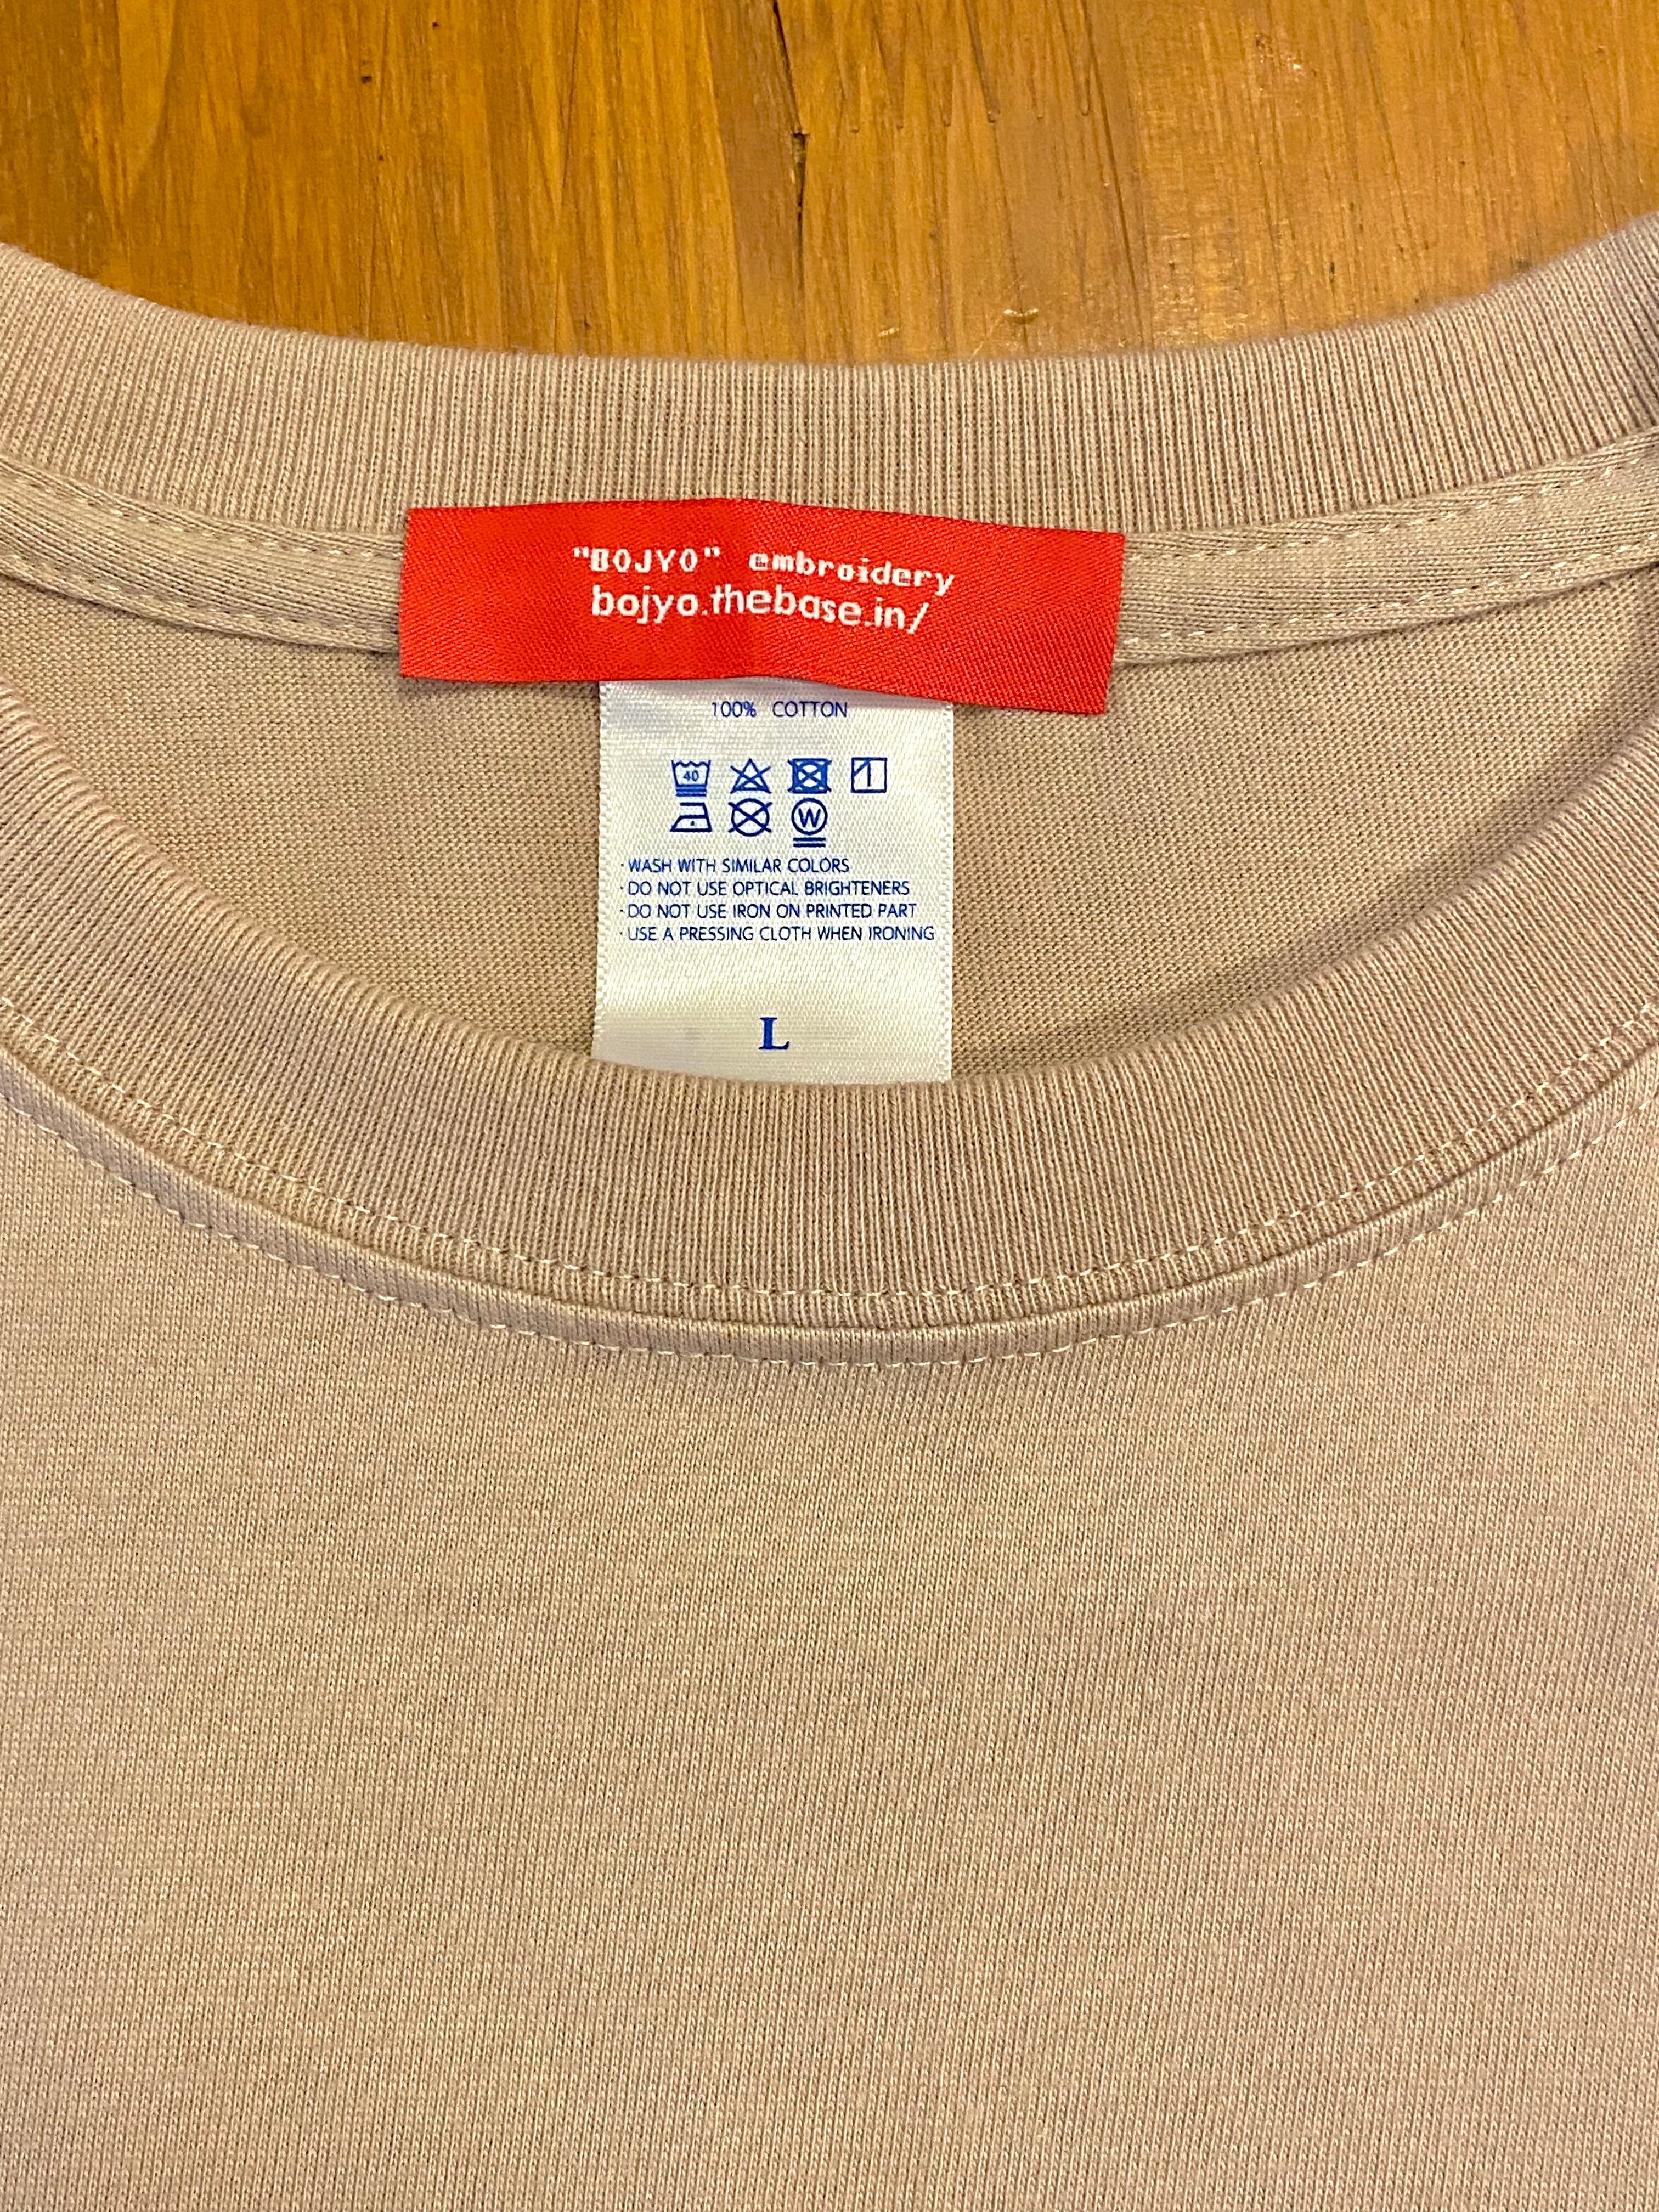 "BOJYO" embroidery
bojyo.thebase.in/
100% COTTON
40
W
·WASH WITH SIMILAR COLORS
·DO NOT USE OPTICAL BRIGHTENERS
·DO NOT USE IRON ON PRINTED PART
·USE A PRESSING CLOTH WHEN IRONING
L